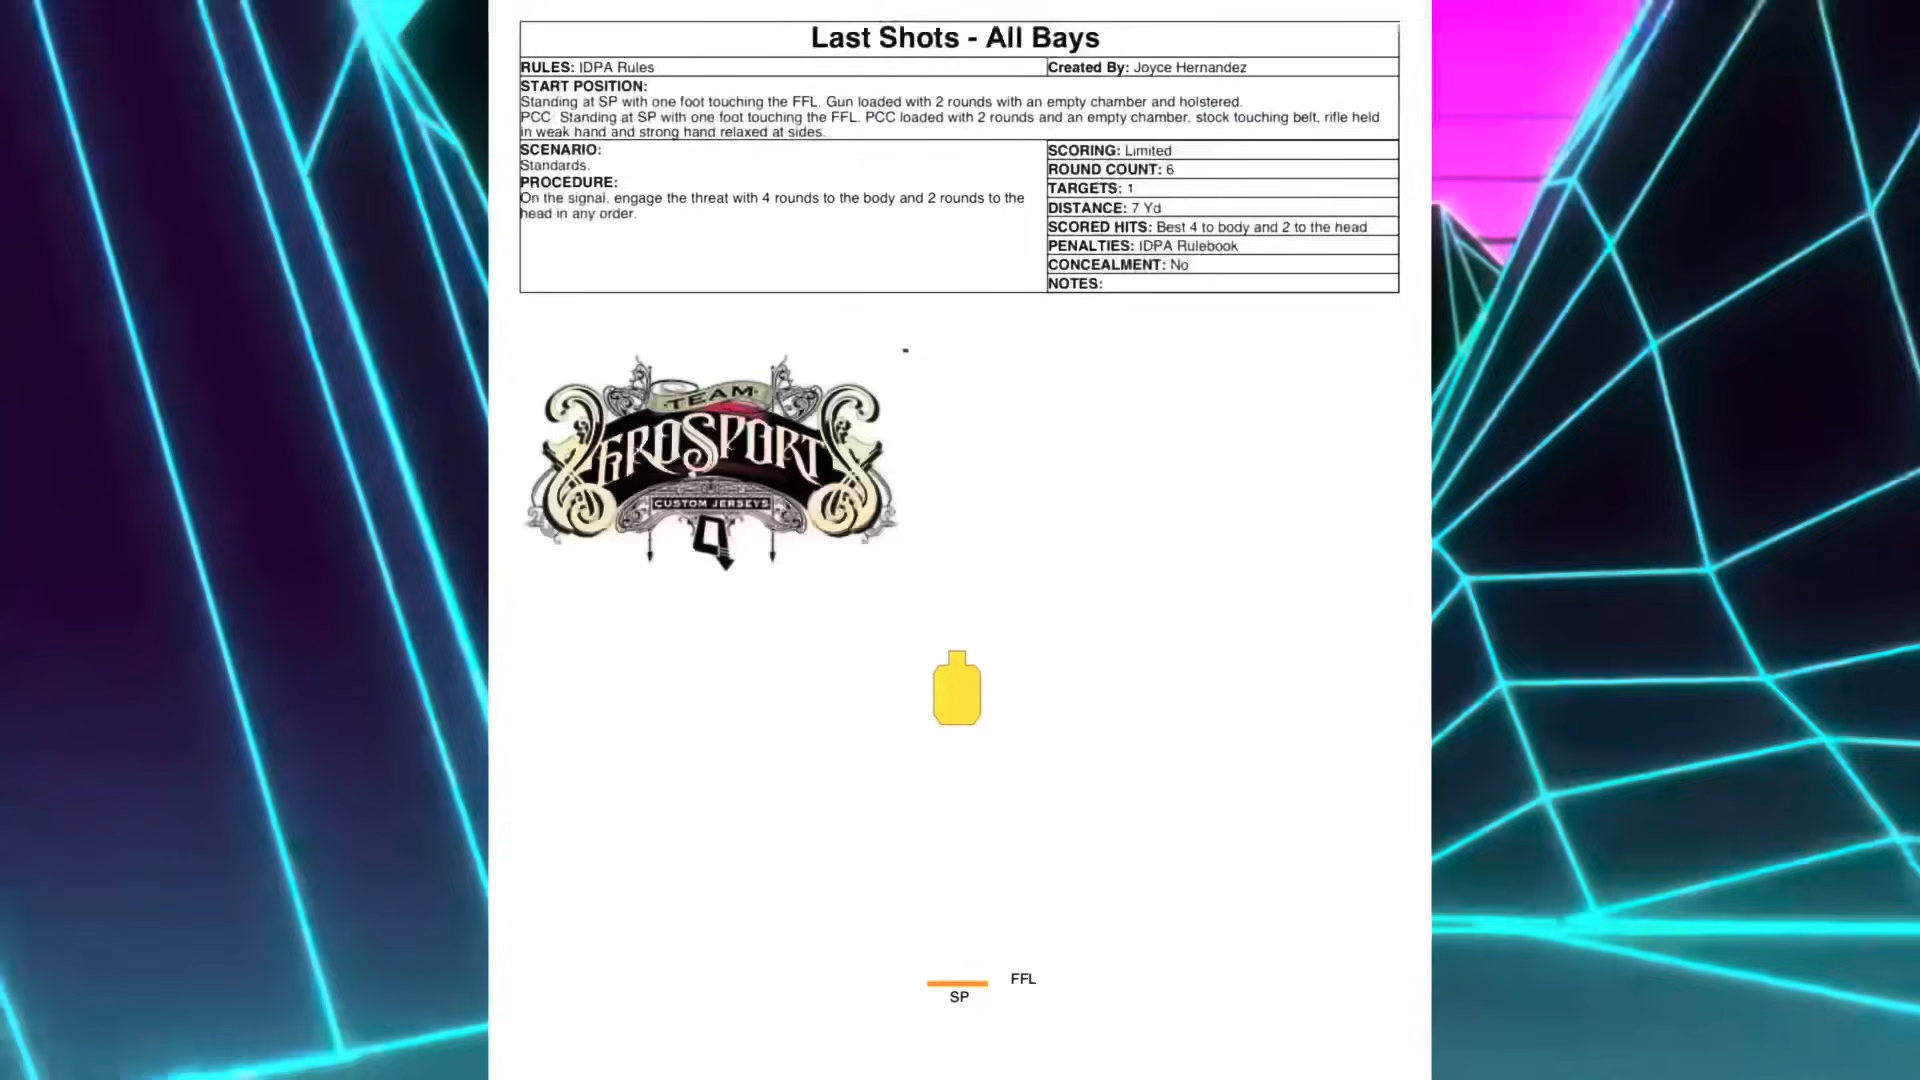 Last Shots - All Bays
RULES: IDPA Rules
Created By: Joyce Hernandez
START POSITION:
Standing at SP with one foot touching the FFL. Gun loaded with 2 rounds with an empty chamber and holstered.
PCC: Standing at SP with one foot touching the FFL. PCC loaded with 2 rounds and an empty chamber, stock touching belt, rifle held
in weak hand and strong hand relaxed at sides.
SCENARIO:
Standards.
PROCEDURE:
On the signal, engage the threat with 4 rounds to the body and 2 rounds to the
head in any order.
SCORING: Limited
ROUND COUNT: 6
TARGETS: 1
DISTANCE: 7 Yd
SCORED HITS: Best 4 to body and 2 to the head
PENALTIES: IDPA Rulebook
CONCEALMENT: No
NOTES:
TEAM
GROSPORT
CUSTOM JERSEYS
FFL
SP